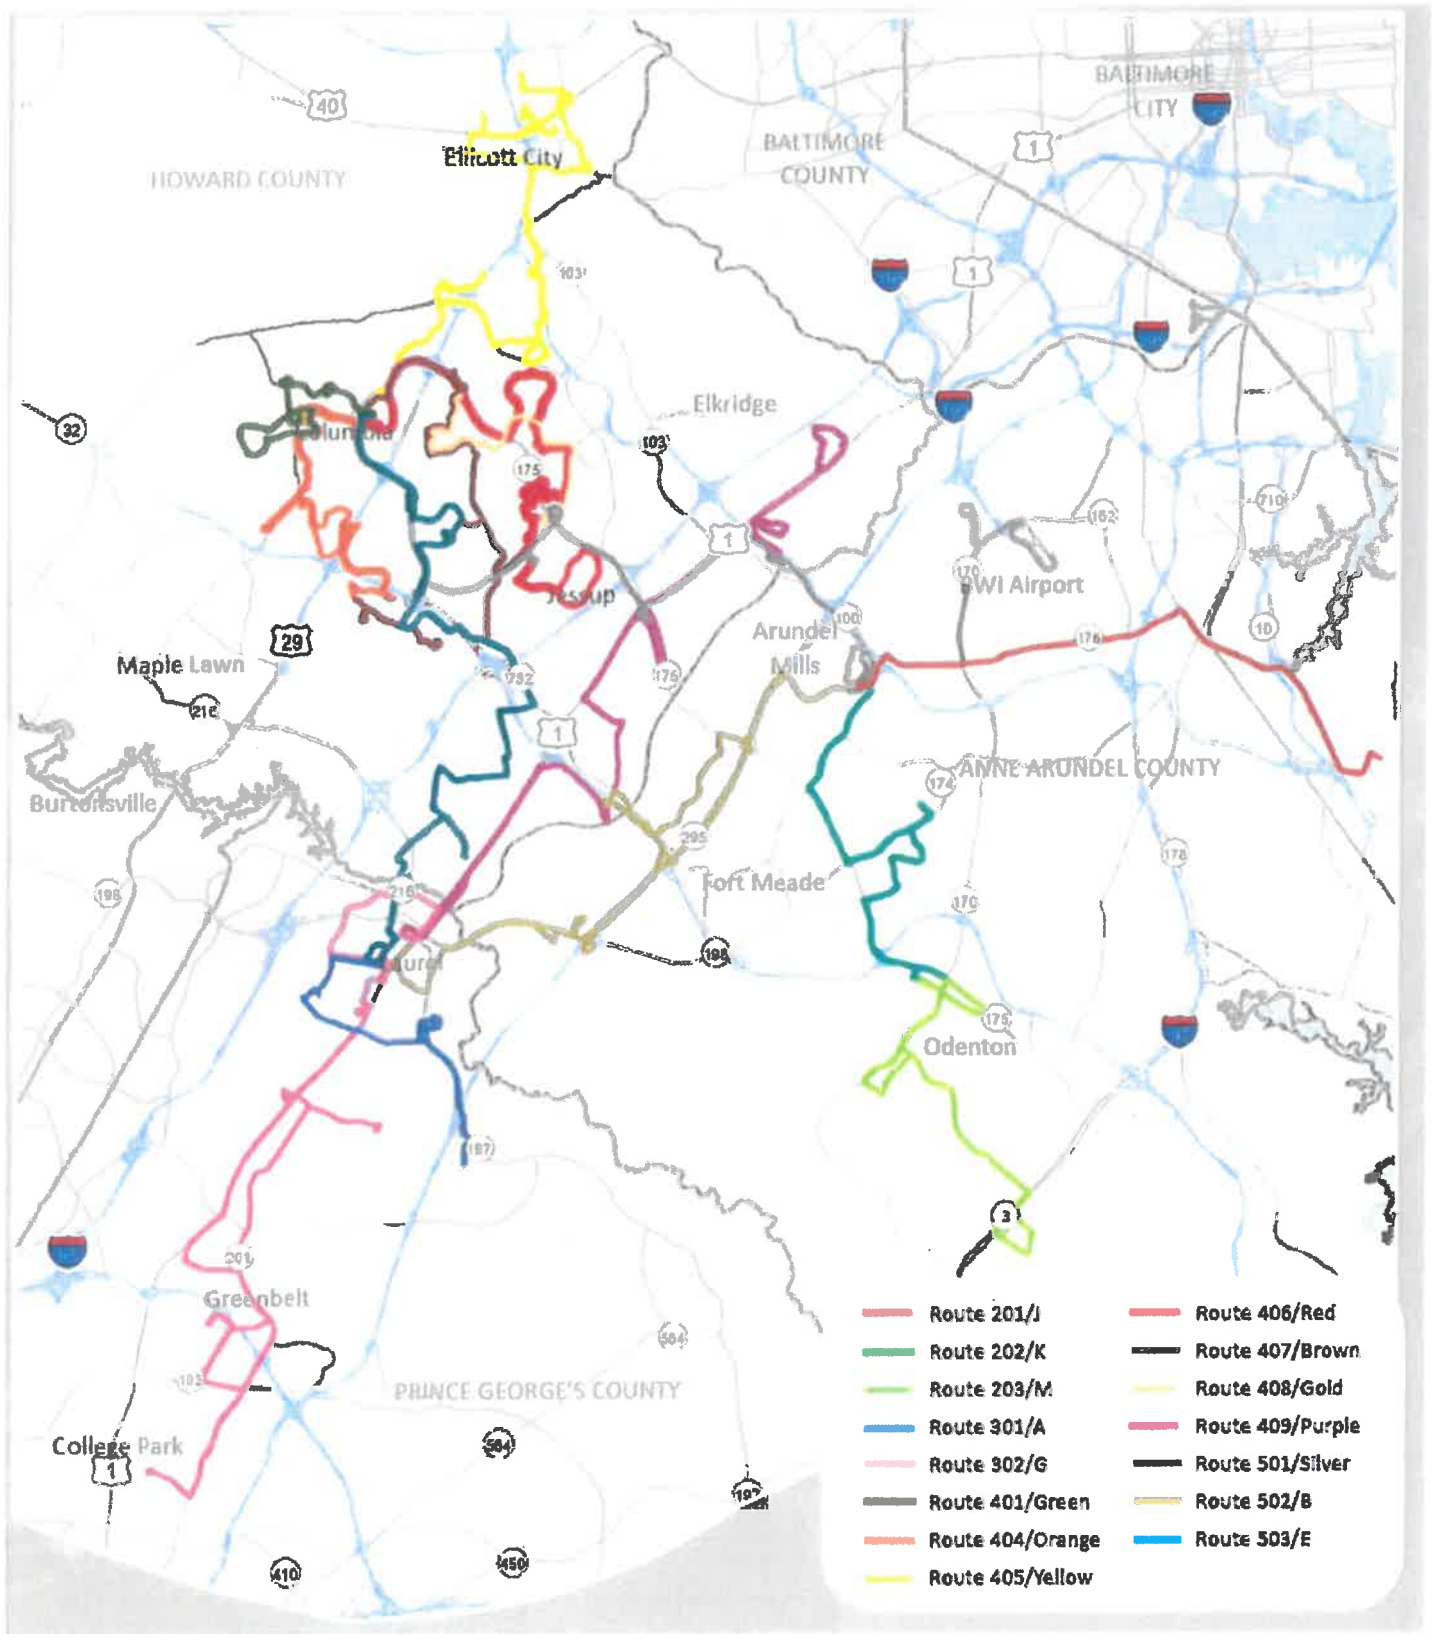 BALTIMORE
CITY
40
1
BALTIMORE
COUNTY
Ellicott City
HOWARD COUNTY
103
1
Elkridge
32
Columbia
103
175
710
162
1
170
BWI Airport
Jessup
100
10
Arundel
Mills
176
29
Maple Lawn
175
732
216
1
ANNE ARUNDEL COUNTY
174
Burtonsville
295
178
216
Fort Meade
198
170
198
Laurel
175
Odenton
197
3
201
Greenbelt
564
193
PRINCE GEORGE'S COUNTY
College Park
1
564
197
410
450
Route 201/J
Route 202/K
Route 203/M
Route 301/A
Route 302/G
Route 401/Green
Route 404/Orange
Route 405/Yellow
Route 406/Red
Route 407/Brown
Route 408/Gold
Route 409/Purple
Route 501/Silver
Route 502/B
Route 503/E